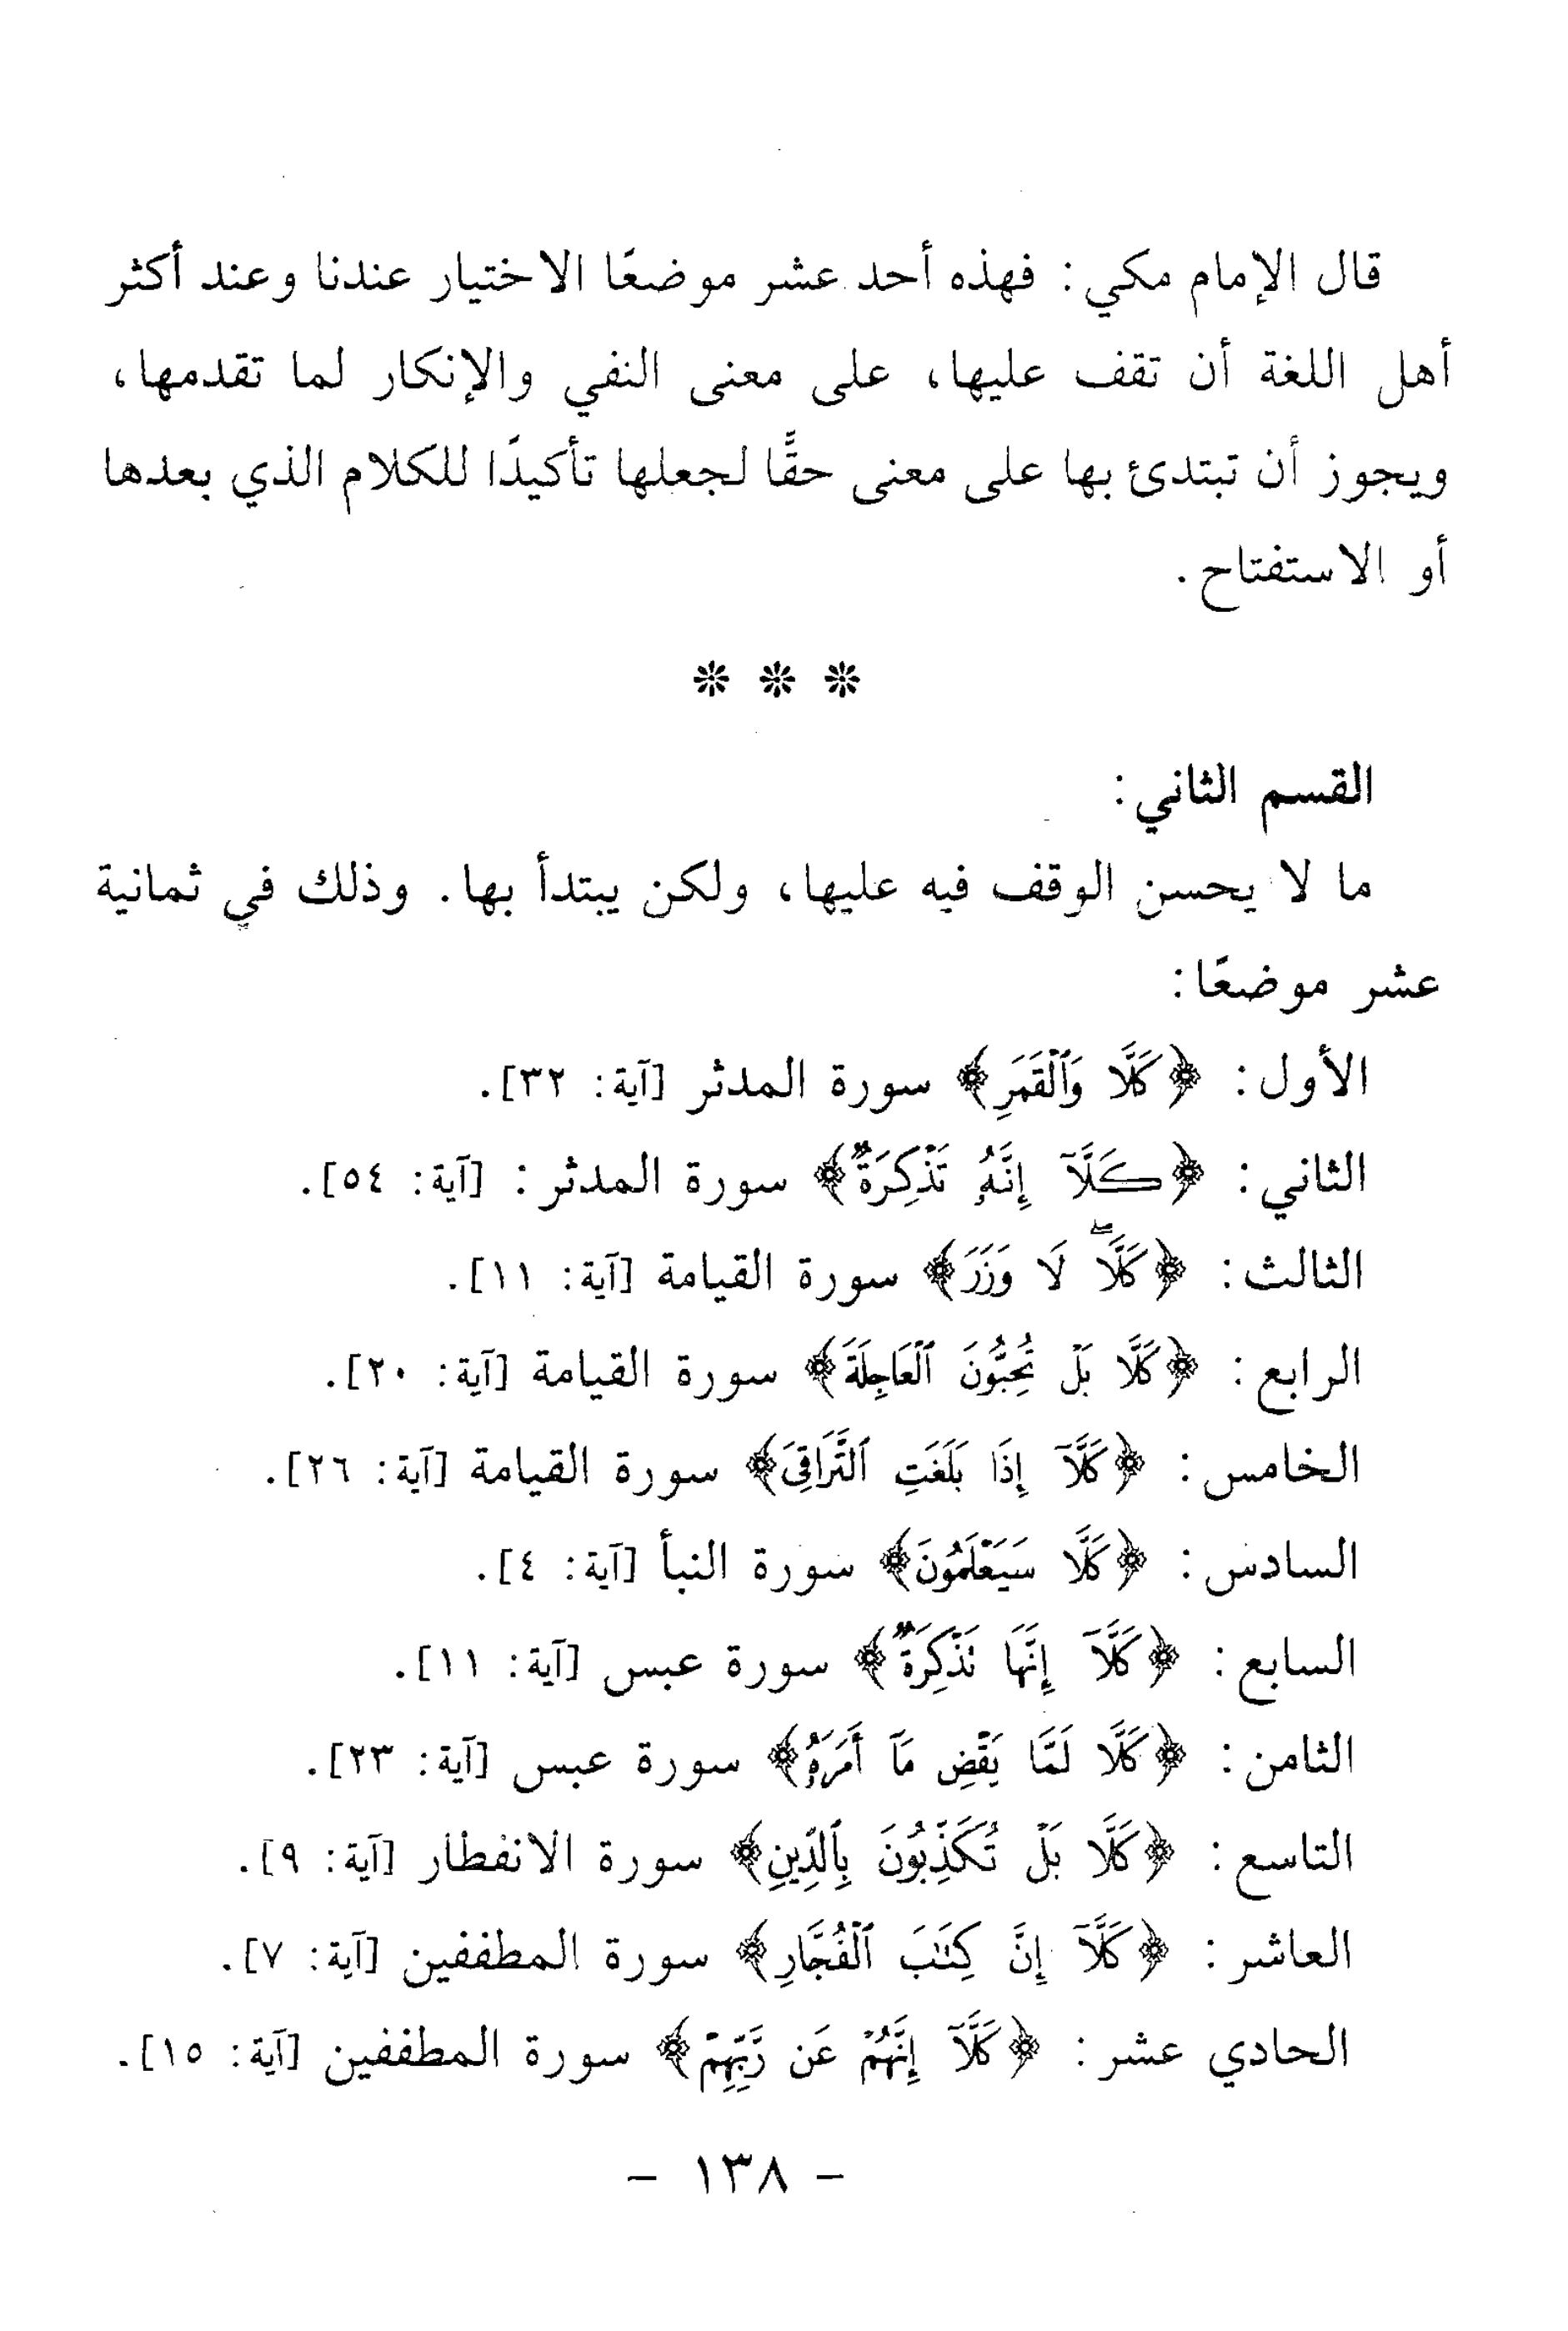 قال الإمام مكي: فهذه أحد عشر موضعًا الاختيار عندنا وعند أكثر
أهل اللغة أن تقف عليها، على معنى النفي والإنكار لما تقدمها،
ويجوز أن تبتدئ بها على معنى حقًّا لجعلها تأكيدًا للكلام الذي بعدها
أو الاستفتاح.
* * *
القسم الثاني:
ما لا يحسن الوقف فيه عليها، ولكن يبتدأ بها. وذلك في ثمانية
عشر موضعًا:
الأول: ﴿كَلَّا وَٱلْقَمَرِ﴾ سورة المدثر [آية: ٣٢].
الثاني: ﴿كَلَّآ إِنَّهُۥ تَذْكِرَةٌ﴾ سورة المدثر: [آية: ٥٤].
الثالث: ﴿كَلَّاۖ لَا وَزَرَ﴾ سورة القيامة [آية: ١١].
الرابع: ﴿كَلَّا بَلْ تُحِبُّونَ ٱلْعَاجِلَةَ﴾ سورة القيامة [آية: ٢٠].
الخامس: ﴿كَلَّآ إِذَا بَلَغَتِ ٱلتَّرَاقِىَ﴾ سورة القيامة [آية: ٢٦].
السادس: ﴿كَلَّا سَيَعْلَمُونَ﴾ سورة النبأ [آية: ٤].
السابع: ﴿كَلَّآ إِنَّهَا تَذْكِرَةٌ﴾ سورة عبس [آية: ١١].
الثامن: ﴿كَلَّا لَمَّا يَقْضِ مَآ أَمَرَهُۥ﴾ سورة عبس [آية: ٢٣].
التاسع: ﴿كَلَّا بَلْ تُكَذِّبُونَ بِٱلدِّينِ﴾ سورة الانفطار [آية: ٩].
العاشر: ﴿كَلَّآ إِنَّ كِتَٰبَ ٱلْفُجَّارِ﴾ سورة المطففين [آية: ٧].
الحادي عشر: ﴿كَلَّآ إِنَّهُمْ عَن رَّبِّهِمْ﴾ سورة المطففين [آية: ١٥].
- ١٣٨ -